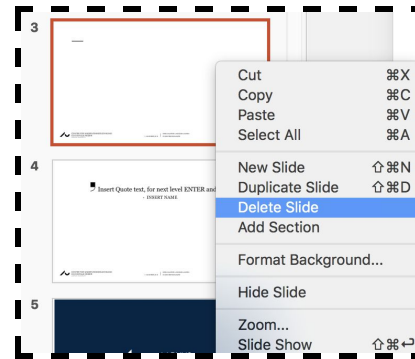 3
Cut ⌘X
Copy ⌘C
Paste ⌘V
Select All ⌘A
4
New Slide ⇧⌘N
Duplicate Slide ⇧⌘D
Insert Quote text, for next level ENTER and
- INSERT NAME
Delete Slide
Add Section
Format Background...
Hide Slide
5
Zoom...
Slide Show ⇧⌘↩